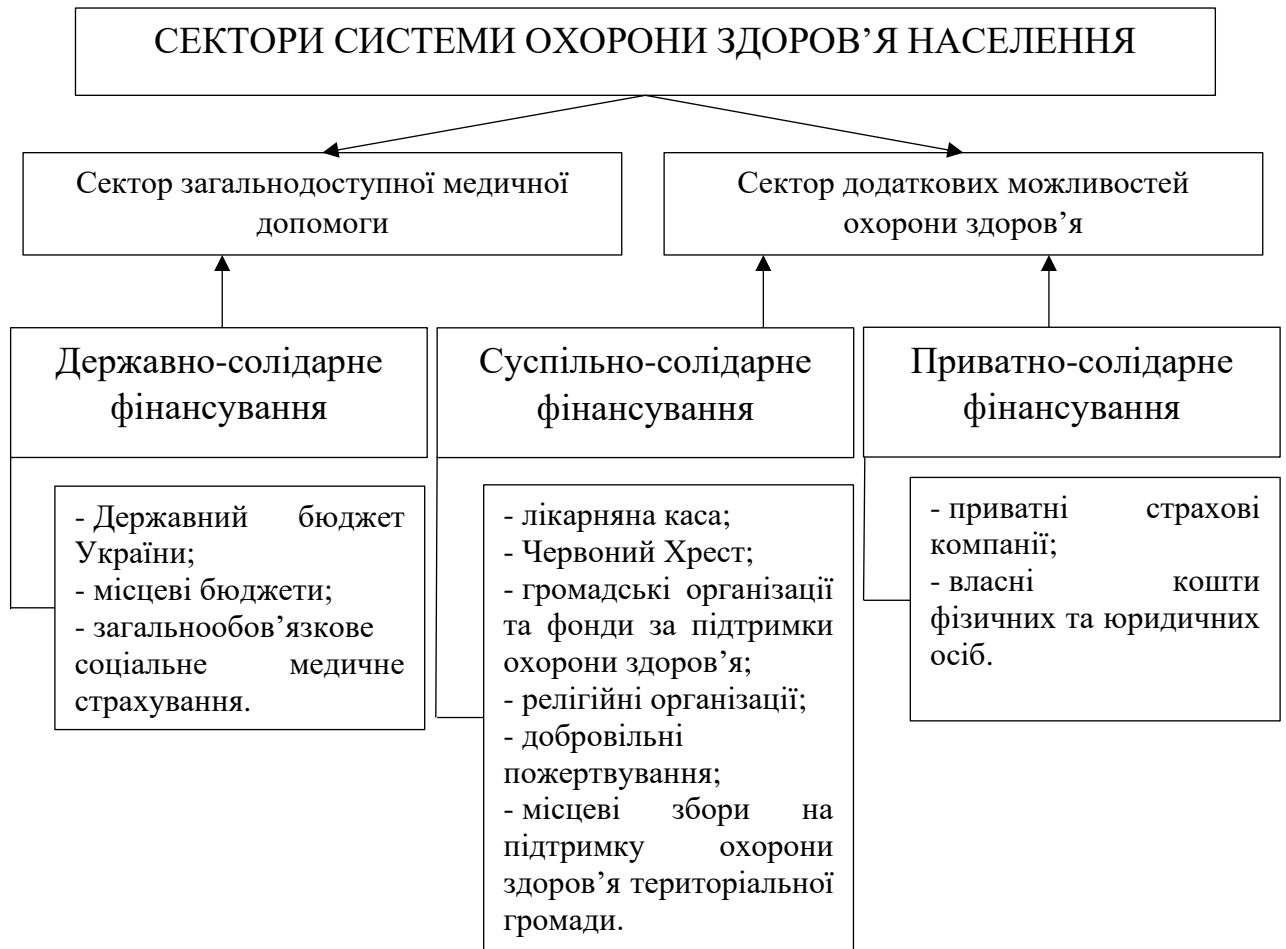 СЕКТОРИ СИСТЕМИ ОХОРОНИ ЗДОРОВ’Я НАСЕЛЕННЯ
Сектор загальнодоступної медичної
допомоги
Сектор додаткових можливостей
охорони здоров’я
Державно-солідарне
фінансування
Суспільно-солідарне
фінансування
Приватно-солідарне
фінансування
- Державний бюджет
України;
- місцеві бюджети;
- загальнообов’язкове
соціальне медичне
страхування.
- лікарняна каса;
- Червоний Хрест;
- громадські організації
та фонди за підтримки
охорони здоров’я;
- релігійні організації;
- добровільні
пожертвування;
- місцеві збори на
підтримку охорони
здоров’я територіальної
громади.
- приватні страхові
компанії;
- власні кошти
фізичних та юридичних
осіб.